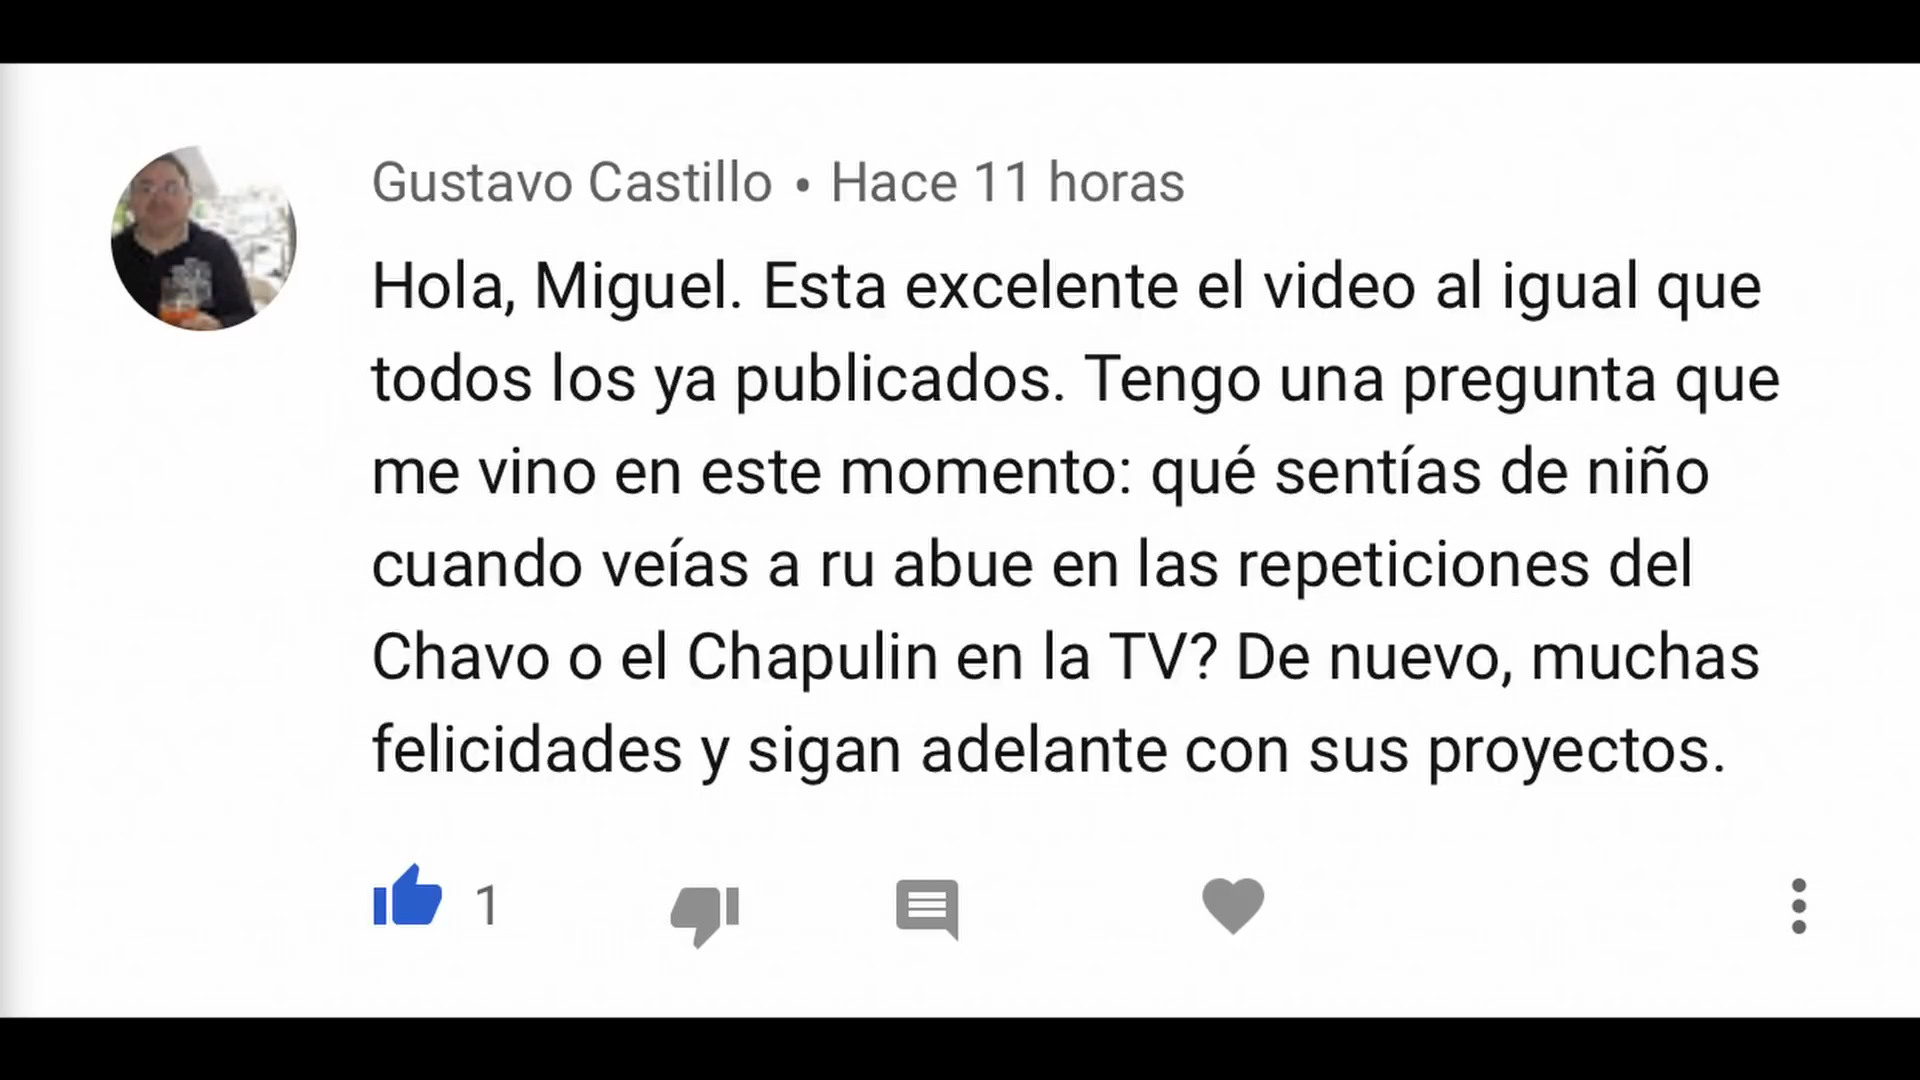 Gustavo Castillo • Hace 11 horas
Hola, Miguel. Esta excelente el video al igual que
todos los ya publicados. Tengo una pregunta que
me vino en este momento: qué sentías de niño
cuando veías a ru abue en las repeticiones del
Chavo o el Chapulin en la TV? De nuevo, muchas
felicidades y sigan adelante con sus proyectos.
1